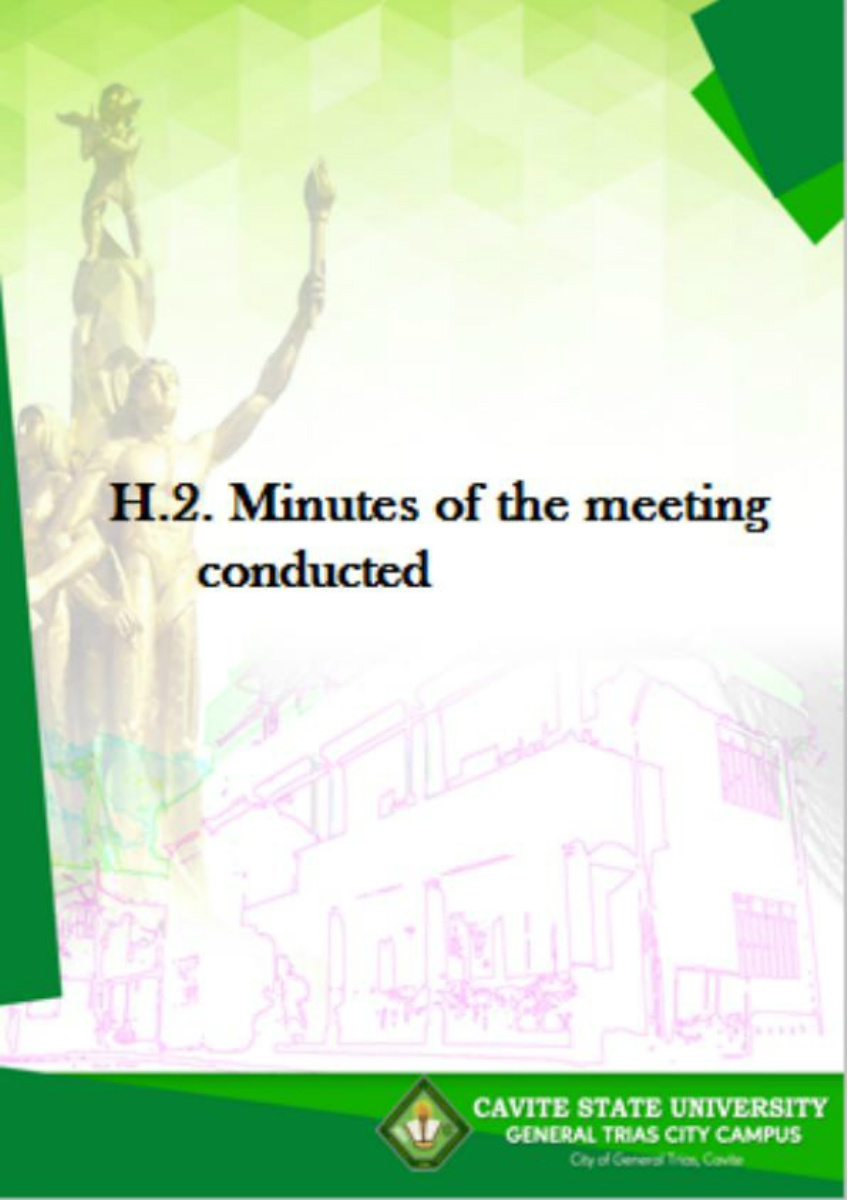 H.2. Minutes of the meeting
conducted
CAVITE STATE UNIVERSITY
GENERAL TRIAS CITY CAMPUS
City of General Trias, Cavite